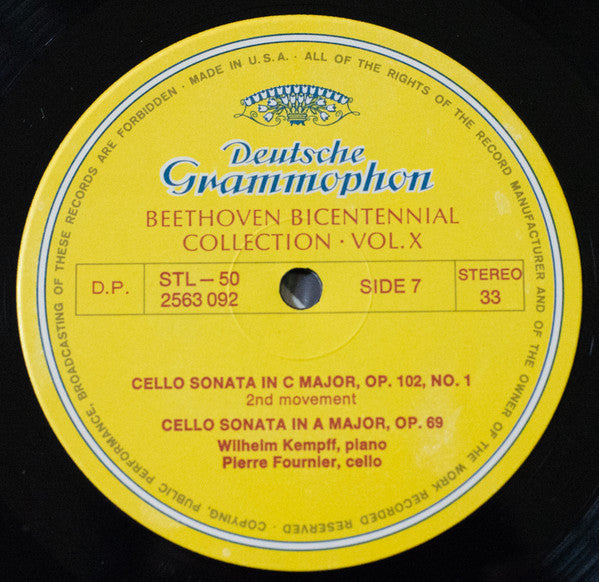 MADE IN U.S.A. · ALL OF THE RIGHTS OF THE RECORD MANUFACTURER AND OF THE OWNER OF THE WORK RECORDED RESERVED · COPYING, PUBLIC PERFORMANCE, BROADCASTING OF THESE RECORDS ARE FORBIDDEN ·
Deutsche
Grammophon
BEETHOVEN BICENTENNIAL
COLLECTION · VOL. X
D.P.
STL – 50
2563 092
SIDE 7
STEREO
33
CELLO SONATA IN C MAJOR, OP. 102, NO. 1
2nd movement
CELLO SONATA IN A MAJOR, OP. 69
Wilhelm Kempff, piano
Pierre Fournier, cello